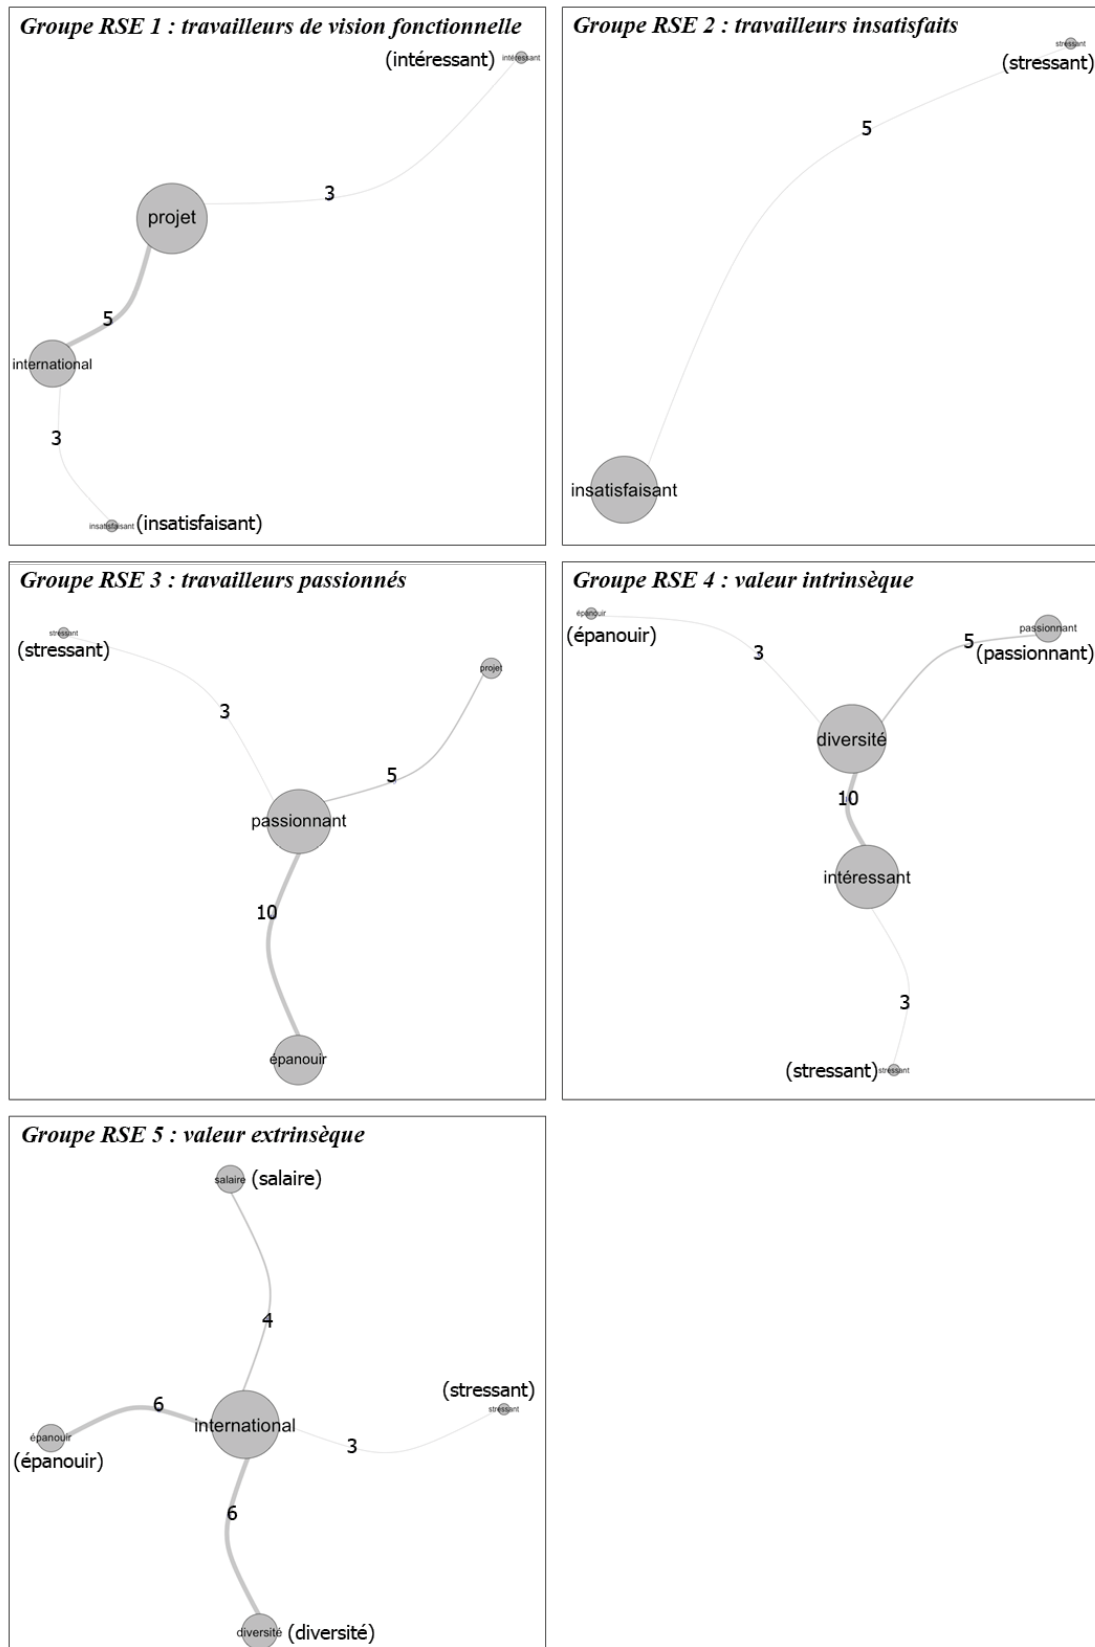 Groupe RSE 1 : travailleurs de vision fonctionnelle
(intéressant) intéressant
3
projet
5
international
3
insatisfaisant (insatisfaisant)
Groupe RSE 2 : travailleurs insatisfaits
stressant
(stressant)
5
insatisfaisant
Groupe RSE 3 : travailleurs passionnés
stressant
(stressant)
projet
3
5
passionnant
10
épanouir
Groupe RSE 4 : valeur intrinsèque
épanouir
(épanouir)
passionnant
5 (passionnant)
3
diversité
10
intéressant
3
(stressant) stressant
Groupe RSE 5 : valeur extrinsèque
salaire (salaire)
4
(stressant)
stressant
6
international
épanouir
(épanouir)
3
6
diversité (diversité)